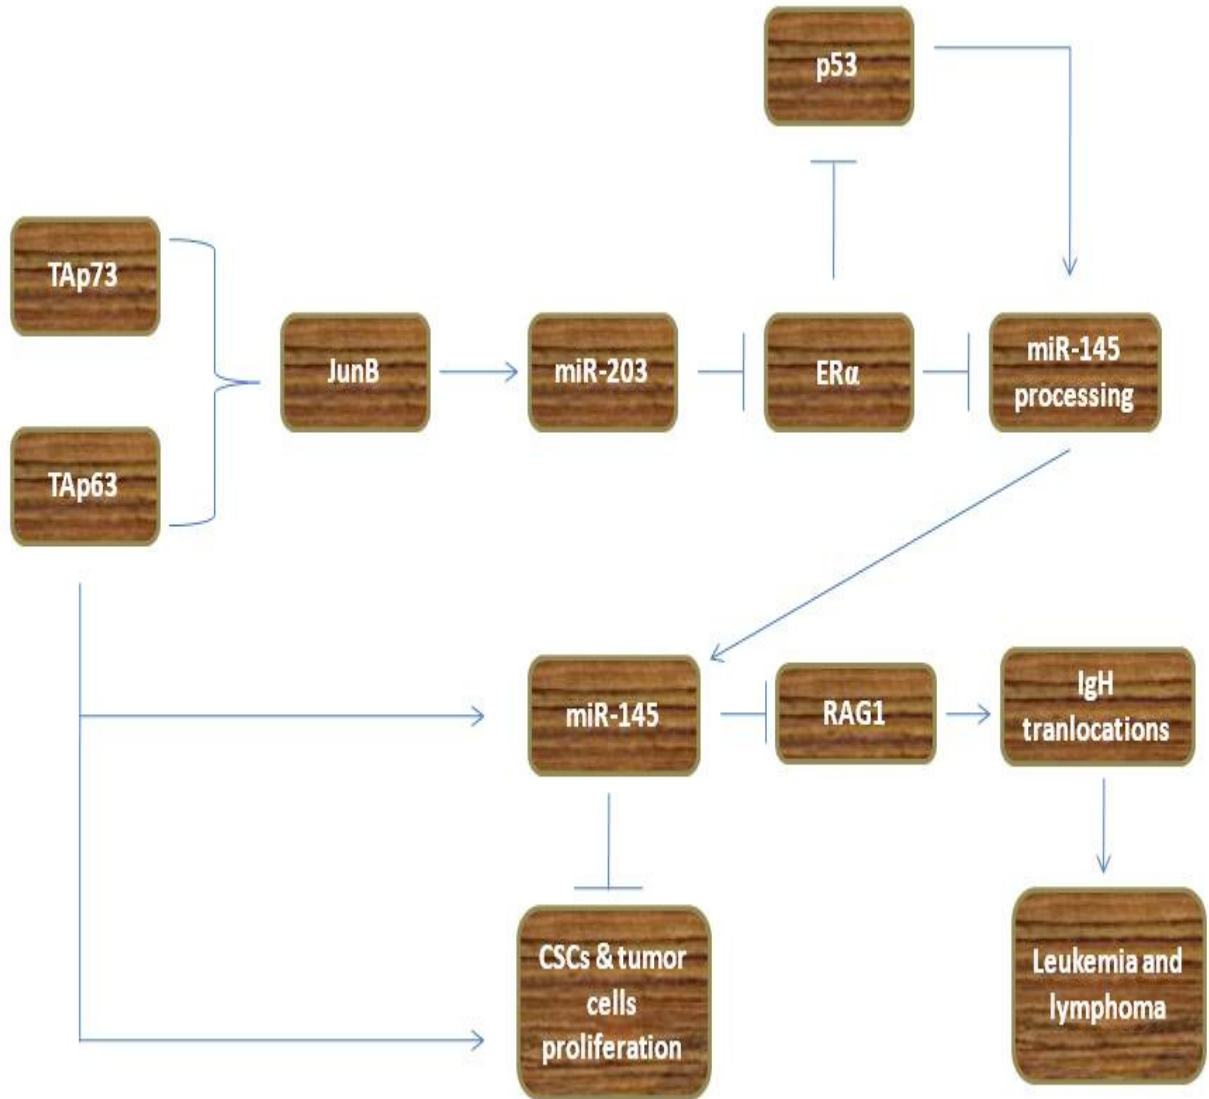 p53
TAp73
JunB
miR-203
ERα
miR-145
processing
TAp63
miR-145
RAG1
IgH
tranlocations
CSCs & tumor
cells
proliferation
Leukemia and
lymphoma